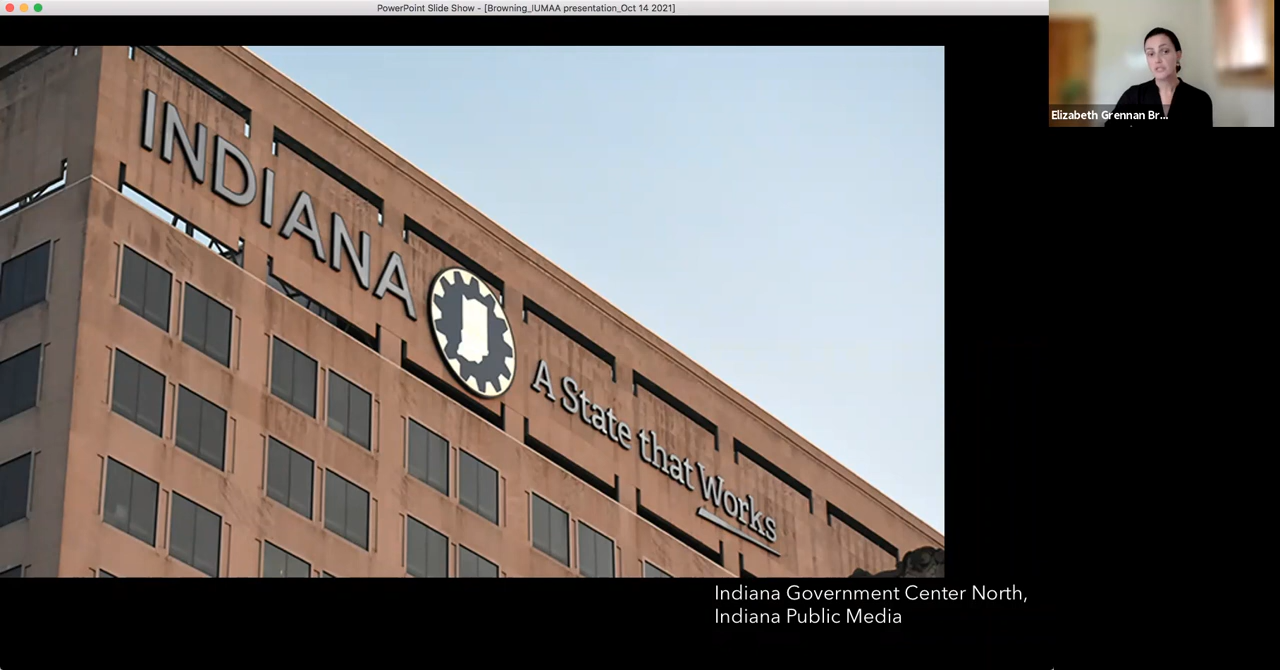 PowerPoint Slide Show - [Browning_IUMAA presentation_Oct 14 2021]
Elizabeth Grennan Br...
INDIANA
A State that Works
Indiana Government Center North,
Indiana Public Media